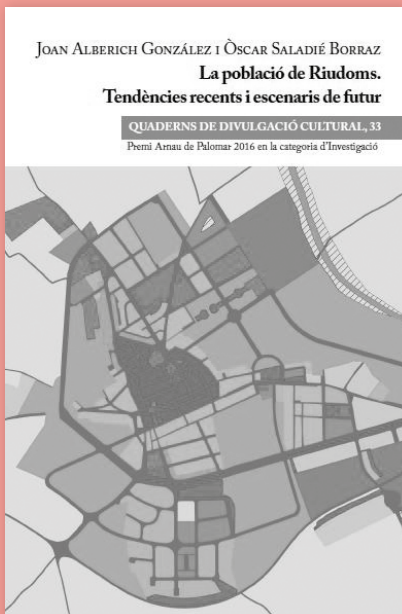 JOAN ALBERICH GONZÁLEZ I ÒSCAR SALADIÉ BORRAZ
La població de Riudoms.
Tendències recents i escenaris de futur
QUADERNS DE DIVULGACIÓ CULTURAL, 33
Premi Arnau de Palomar 2016 en la categoria d'Investigació